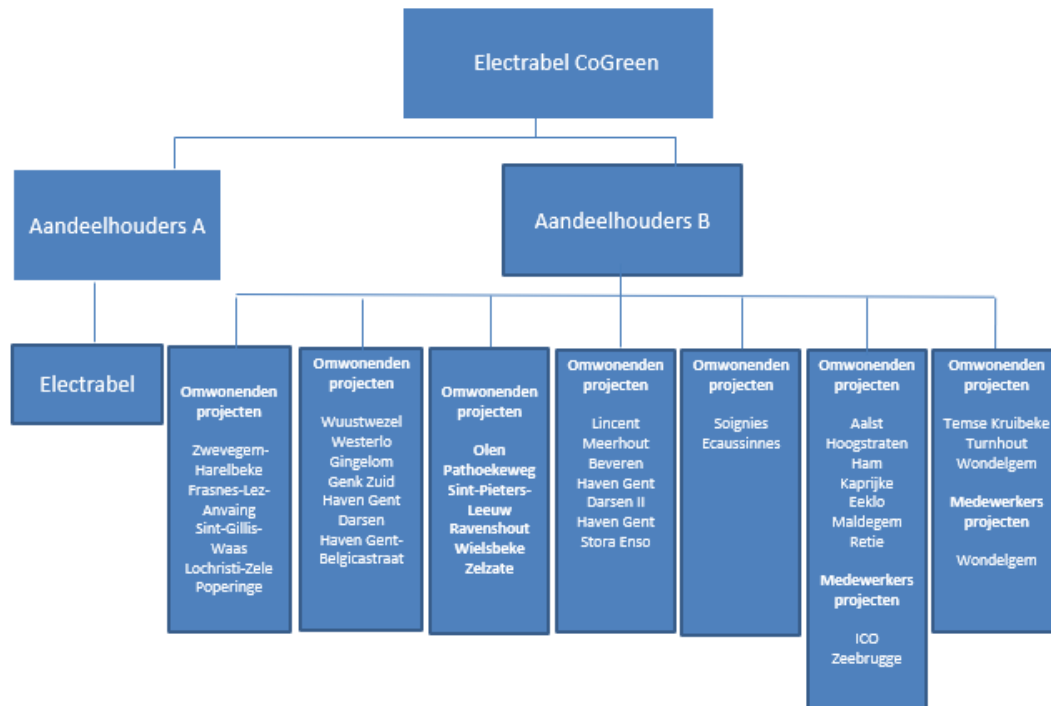 Electrabel CoGreen
Aandeelhouders A
Aandeelhouders B
Electrabel
Omwonenden
projecten
Zwevegem-
Harelbeke
Frasnes-Lez-
Anvaing
Sint-Gillis-
Waas
Lochristi-Zele
Poperinge
Omwonenden
projecten
Wuustwezel
Westerlo
Gingelom
Genk Zuid
Haven Gent
Darsen
Haven Gent-
Belgicastraat
Omwonenden
projecten
Olen
Pathoekeweg
Sint-Pieters-
Leeuw
Ravenshout
Wielsbeke
Zelzate
Omwonenden
projecten
Lincent
Meerhout
Beveren
Haven Gent
Darsen II
Haven Gent
Stora Enso
Omwonenden
projecten
Soignies
Ecaussinnes
Omwonenden
projecten
Aalst
Hoogstraten
Ham
Kaprijke
Eeklo
Maldegem
Retie
Medewerkers
projecten
ICO
Zeebrugge
Omwonenden
projecten
Temse Kruibeke
Turnhout
Wondelgem
Medewerkers
projecten
Wondelgem